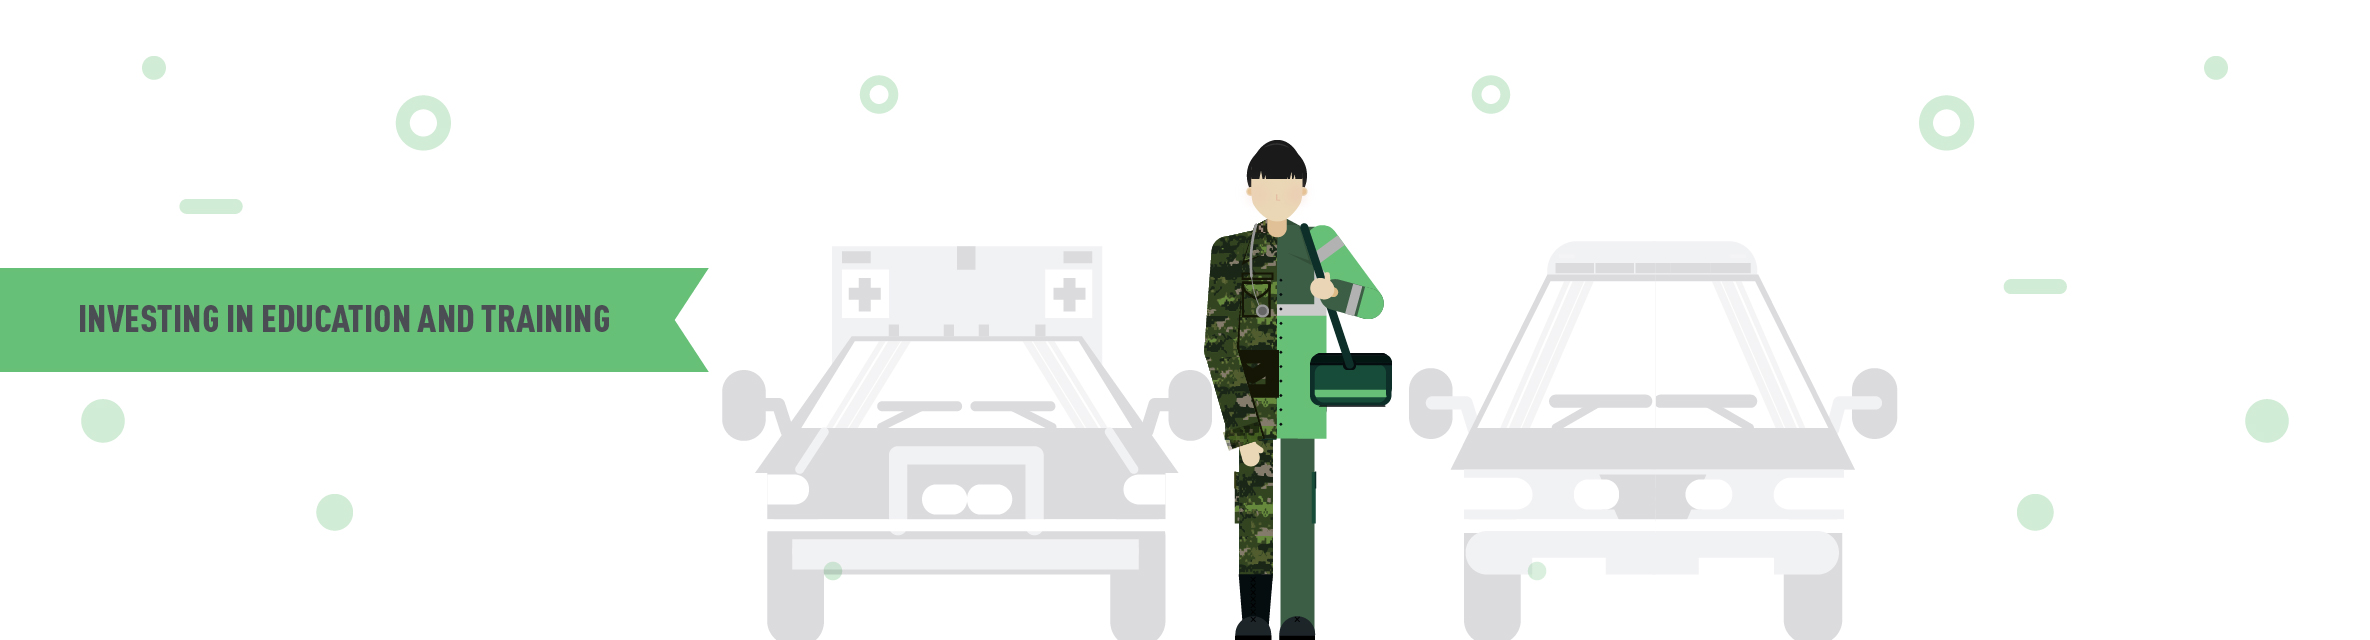 INVESTING IN EDUCATION AND TRAINING